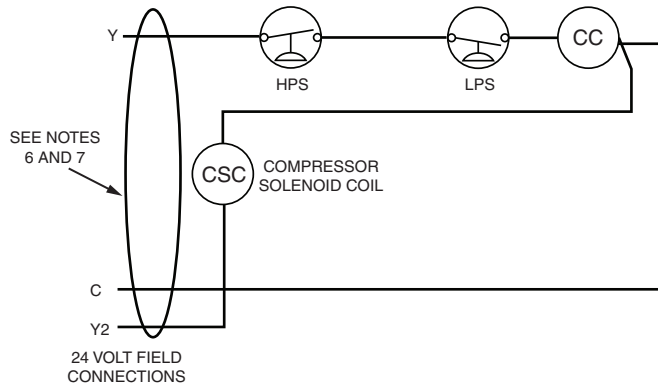 Y
HPS
LPS
CC
SEE NOTES
6 AND 7
CSC
COMPRESSOR
SOLENOID COIL
C
Y2
24 VOLT FIELD
CONNECTIONS